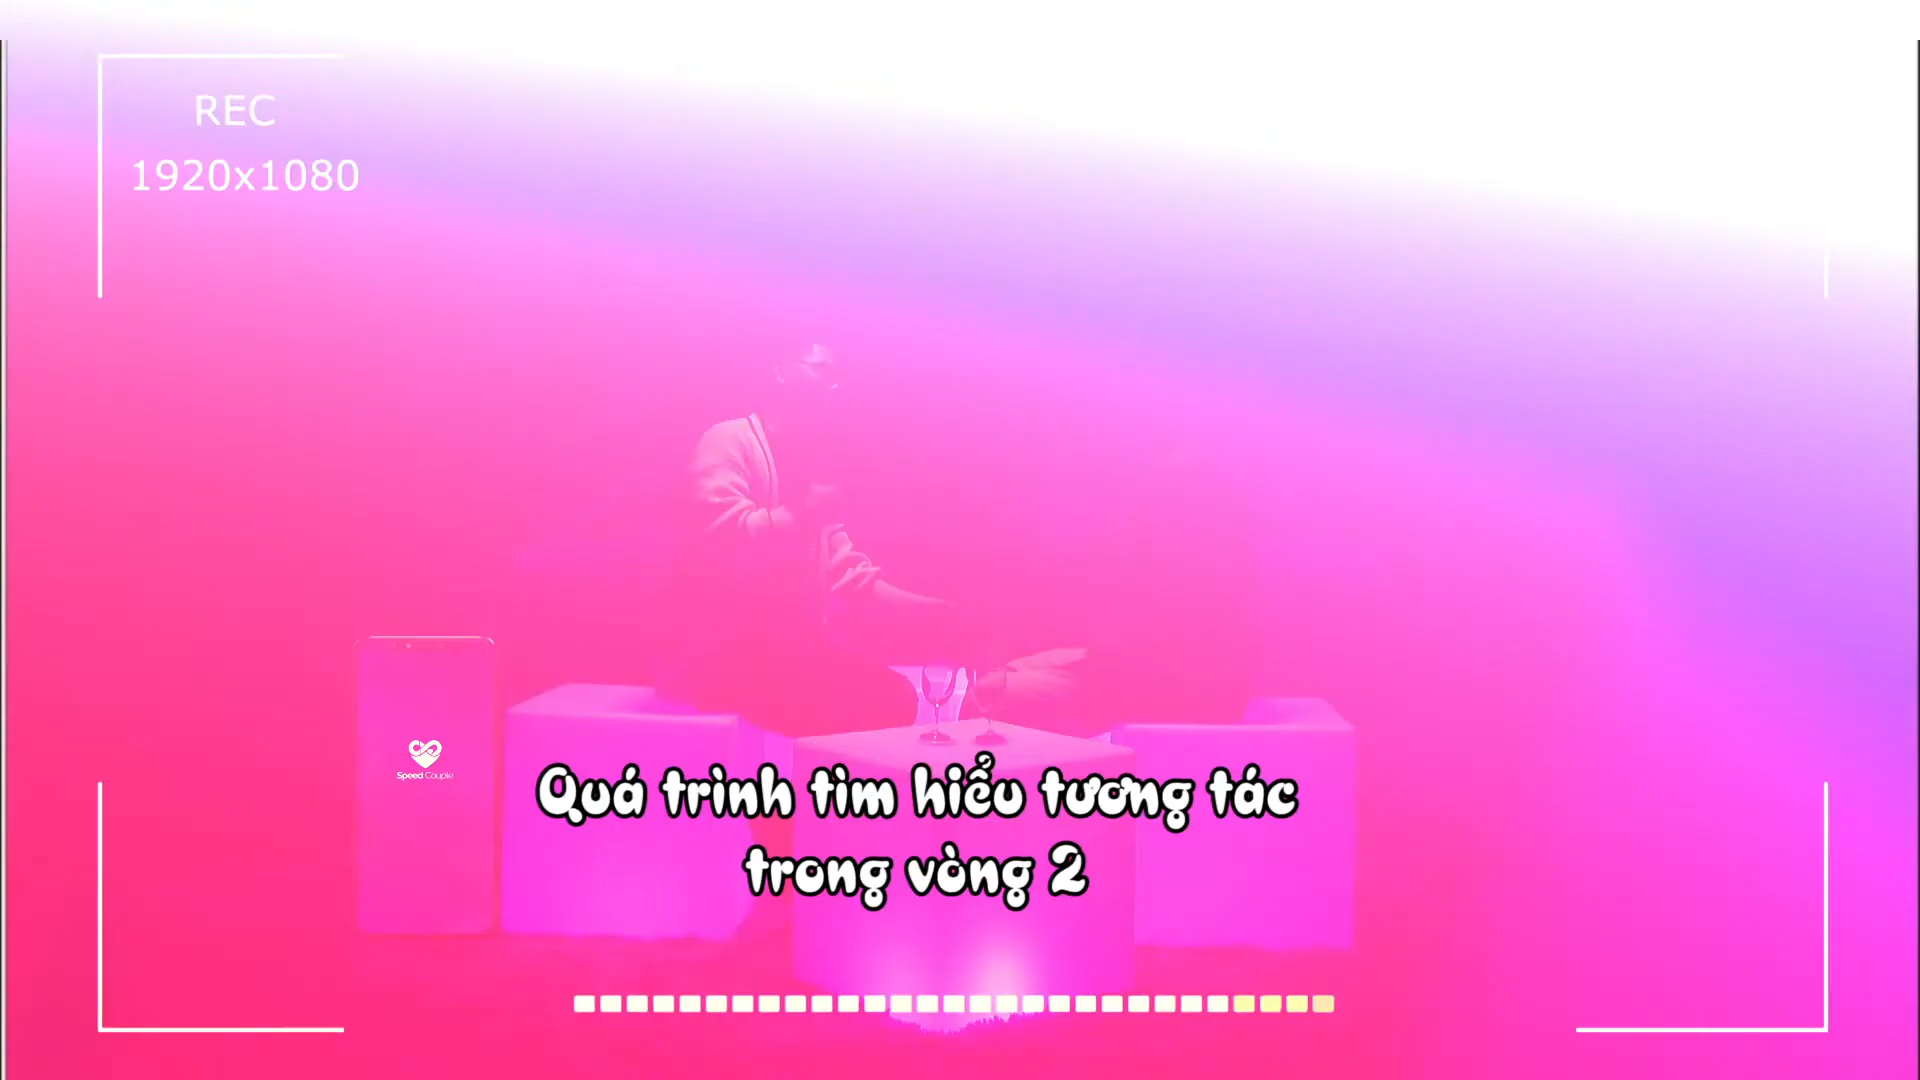 REC
1920x1080
Speed Couple
Quá trình tìm hiểu tương tác
trong vòng 2